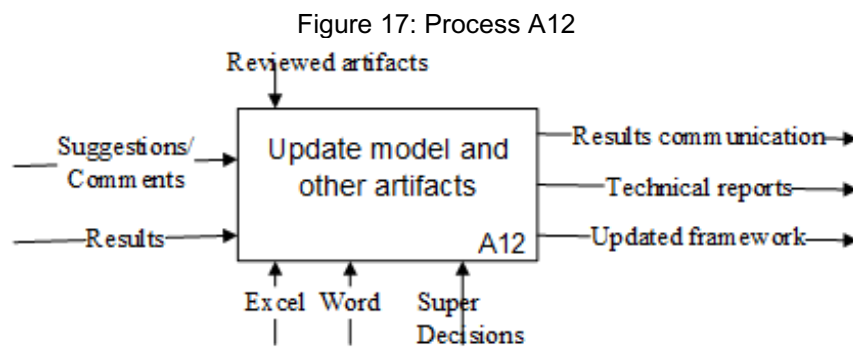 Figure 17: Process A12
Reviewed artifacts
Suggestions/
Comments
Results
Update model and
other artifacts
A12
Results communication
Technical reports
Updated framework
Excel
Word
Super
Decisions